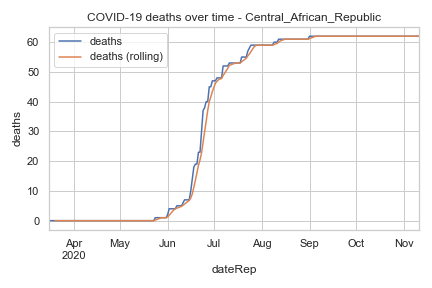 COVID-19 deaths over time - Central_African_Republic
deaths
deaths (rolling)
deaths
60
50
40
30
20
10
0
Apr
2020
May
Jun
Jul
Aug
Sep
Oct
Nov
dateRep